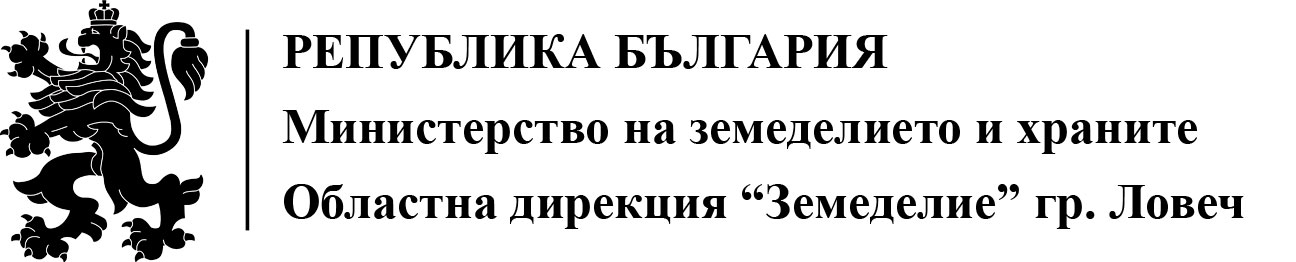 РЕПУБЛИКА БЪЛГАРИЯ
Министерство на земеделието и храните
Областна дирекция “Земеделие” гр. Ловеч